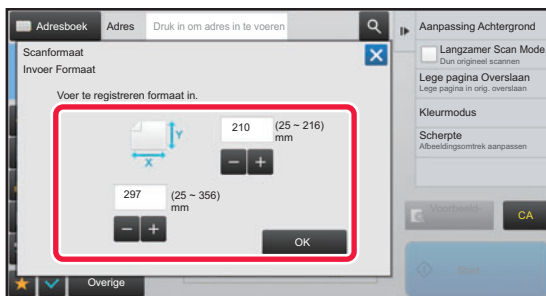 Adresboek
Adres
Druk in om adres in te voeren
Scanformaat
Invoer Formaat
Voer te registreren formaat in.
Y
X
210
(25 ~ 216)
mm
297
(25 ~ 356)
mm
OK
Overige
Aanpassing Achtergrond
Langzamer Scan Mode
Dun origineel scannen
Lege pagina Overslaan
Lege pagina in orig. overslaan
Kleurmodus
Scherpte
Afbeeldingsomtrek aanpassen
Voorbeeld-
CA
Start